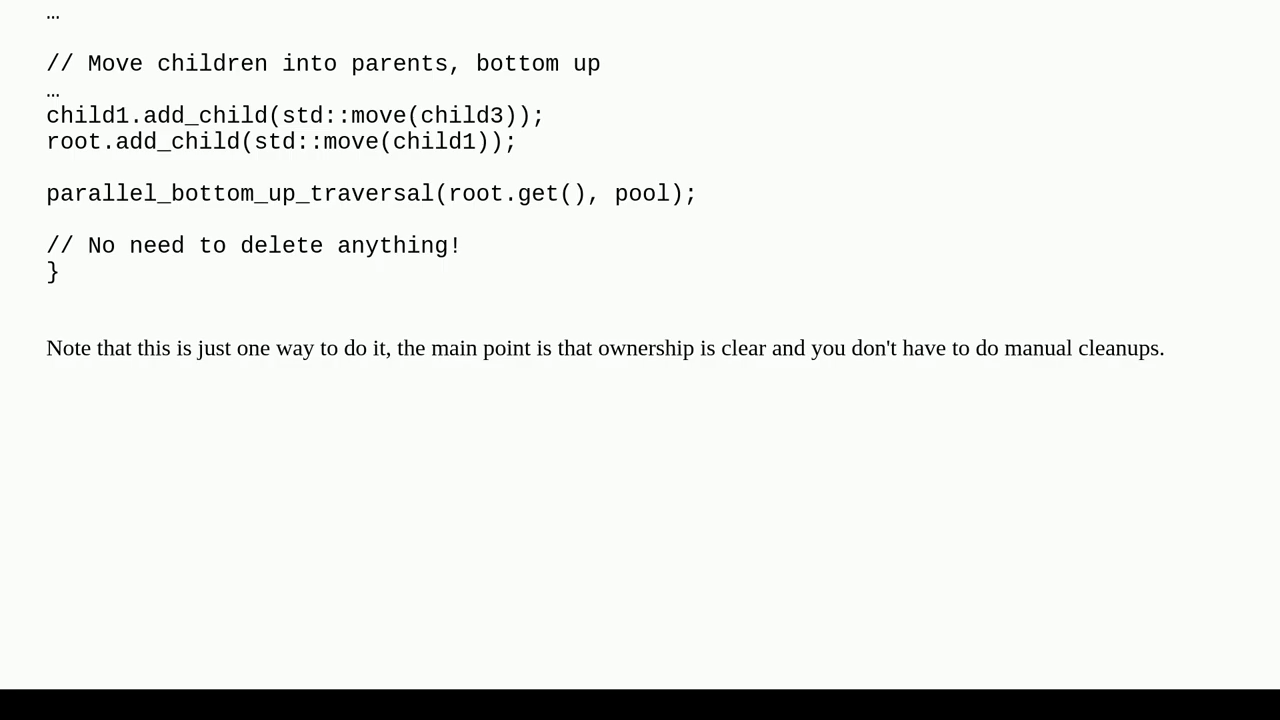 …
// Move children into parents, bottom up
…
child1.add_child(std::move(child3));
root.add_child(std::move(child1));
parallel_bottom_up_traversal(root.get(), pool);
// No need to delete anything!
}
Note that this is just one way to do it, the main point is that ownership is clear and you don't have to do manual cleanups.